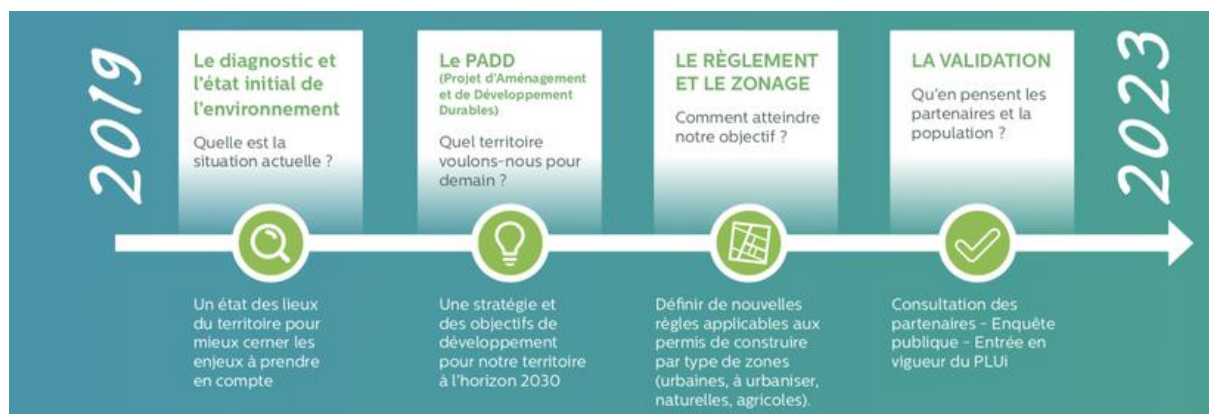 2019
Le diagnostic et
l'état initial de
l'environnement
Quelle est la
situation actuelle ?
Un état des lieux
du territoire pour
mieux cerner les
enjeux à prendre
en compte
Le PADD
(Projet d'Aménagement
et de Développement
Durables)
Quel territoire
voulons-nous pour
demain ?
Une stratégie et
des objectifs de
développement
pour notre territoire
à l'horizon 2030
LE RÈGLEMENT
ET LE ZONAGE
Comment atteindre
notre objectif ?
Définir de nouvelles
règles applicables aux
permis de construire
par type de zones
(urbaines, à urbaniser,
naturelles, agricoles).
LA VALIDATION
Qu'en pensent les
partenaires et la
population ?
Consultation des
partenaires - Enquête
publique - Entrée en
vigueur du PLUi
2023